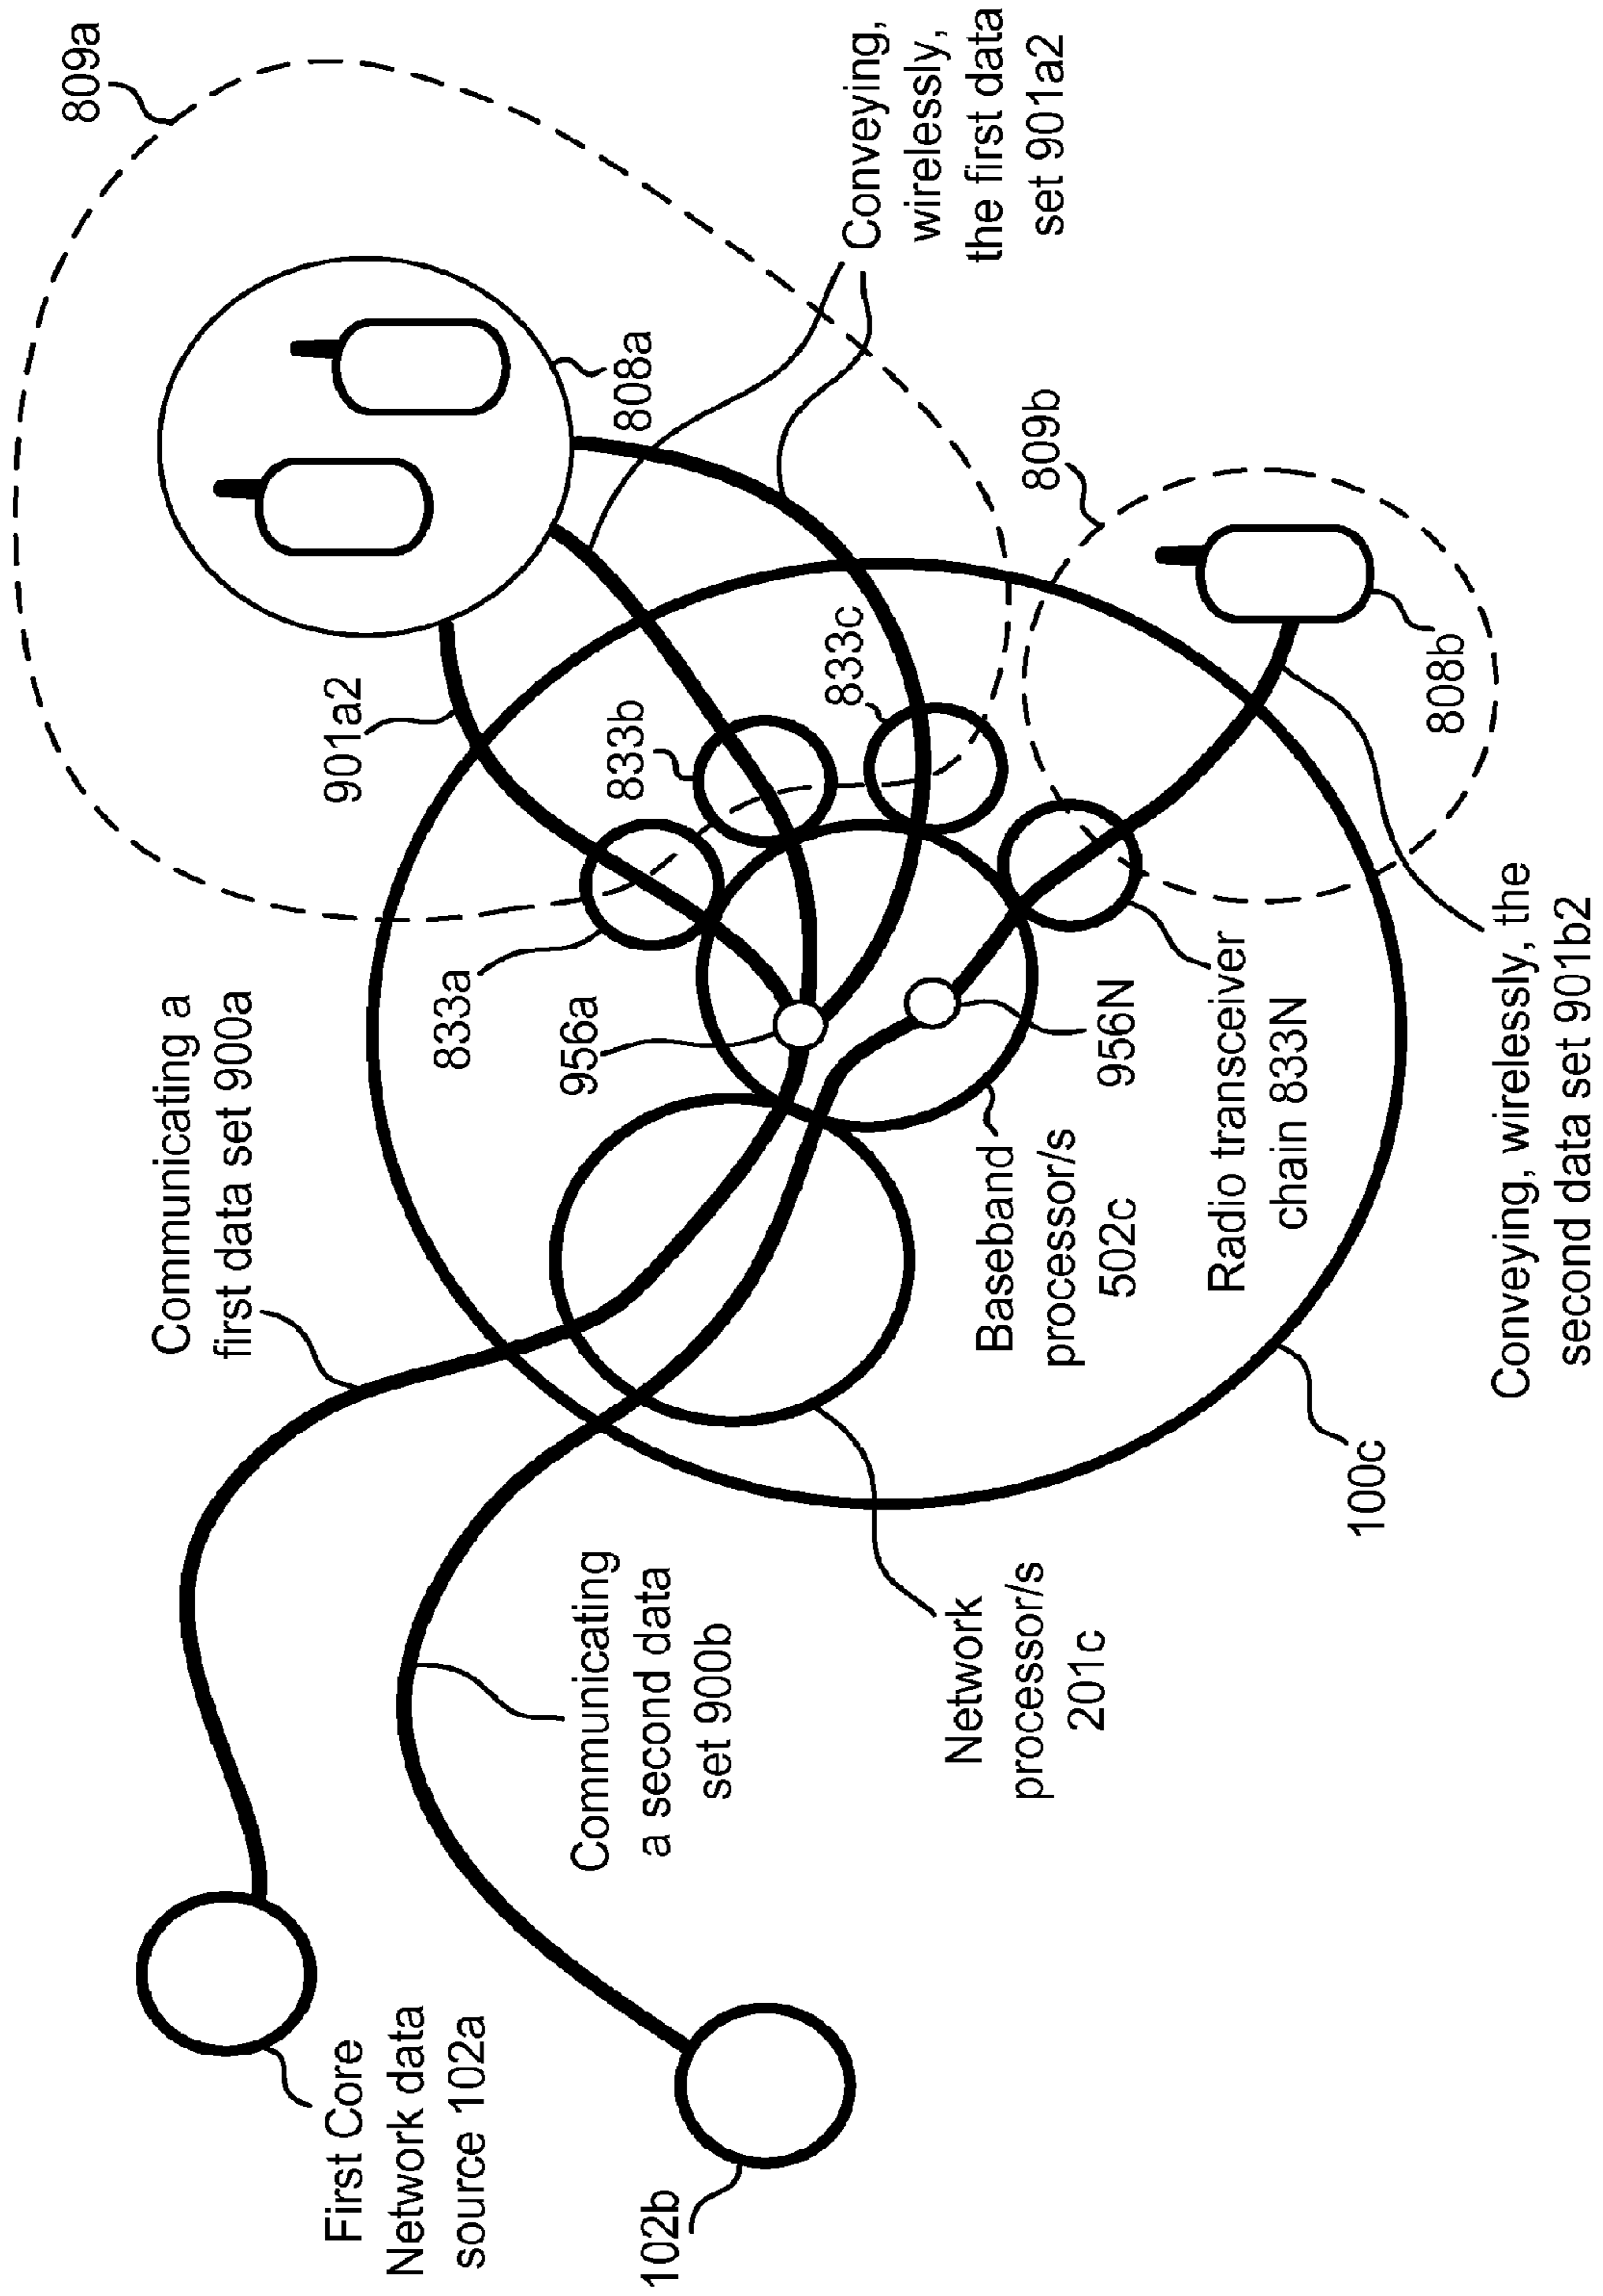 809a
Conveying,
wirelessly,
the first data
set 901a2
808a
809b
901a2
833b
833c
808b
833a
956a
956N
Communicating a
first data set 900a
Baseband
processor/s
502c
Radio transceiver
chain 833N
Conveying, wirelessly, the
second data set 901b2
100c
Communicating
a second data
set 900b
Network
processor/s
201c
First Core
Network data
source 102a
102b